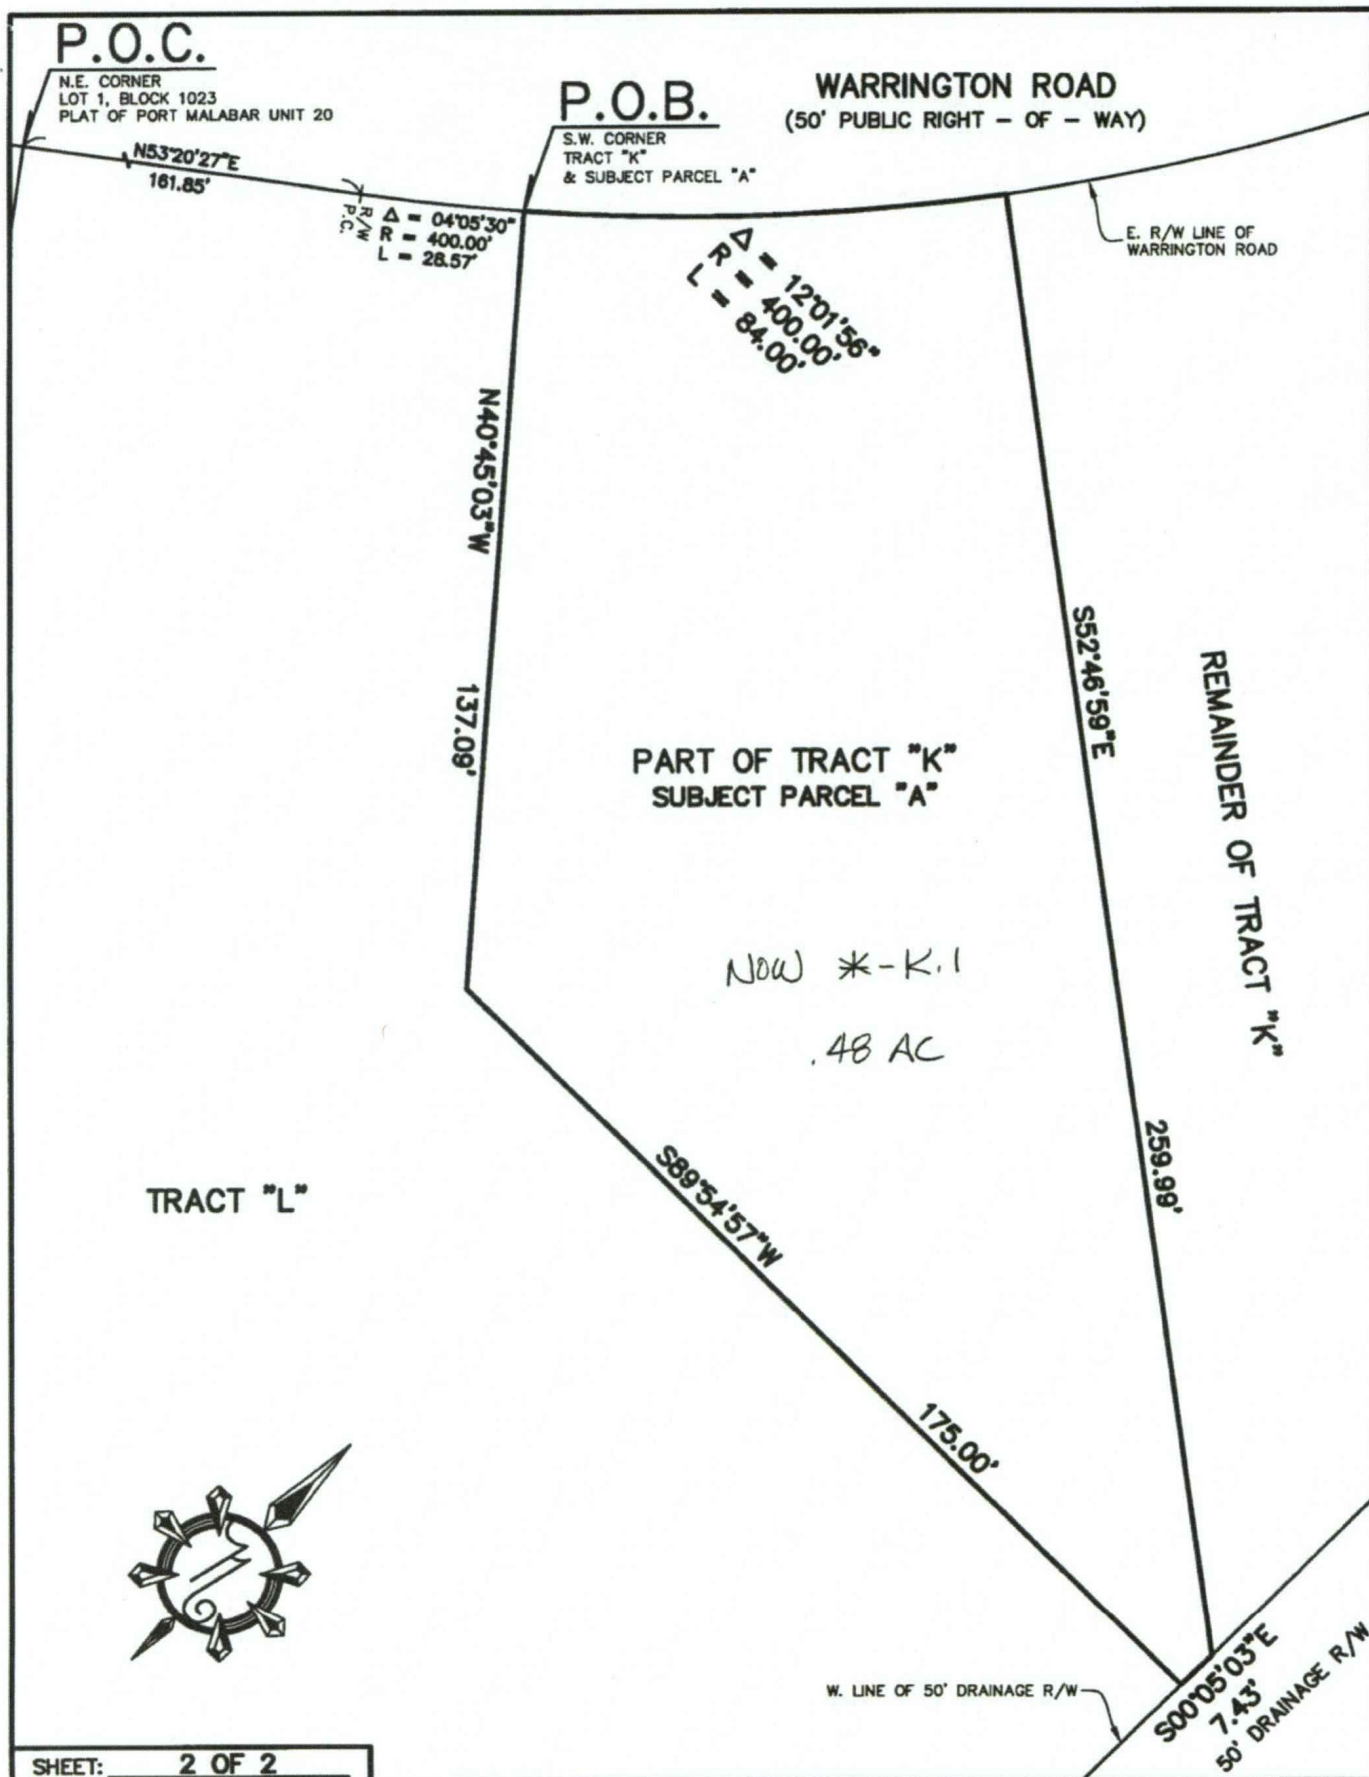 P.O.C.
N.E. CORNER
LOT 1, BLOCK 1023
PLAT OF PORT MALABAR UNIT 20
P.O.B.
S.W. CORNER
TRACT "K"
& SUBJECT PARCEL "A"
WARRINGTON ROAD
(50' PUBLIC RIGHT - OF - WAY)
N53°20'27"E
161.85'
R/W
P.C.
Δ = 04°05'30"
R = 400.00'
L = 28.57'
Δ = 12°01'56"
R = 400.00'
L = 84.00'
E. R/W LINE OF
WARRINGTON ROAD
N40°45'03"W
137.09'
S52°46'59"E
259.99'
REMAINDER OF TRACT "K"
PART OF TRACT "K"
SUBJECT PARCEL "A"
NOW *-K.1
.48 AC
TRACT "L"
S89°54'57"W
175.00'
W. LINE OF 50' DRAINAGE R/W
S00°05'03"E
7.43'
50' DRAINAGE R/W
SHEET: 2 OF 2